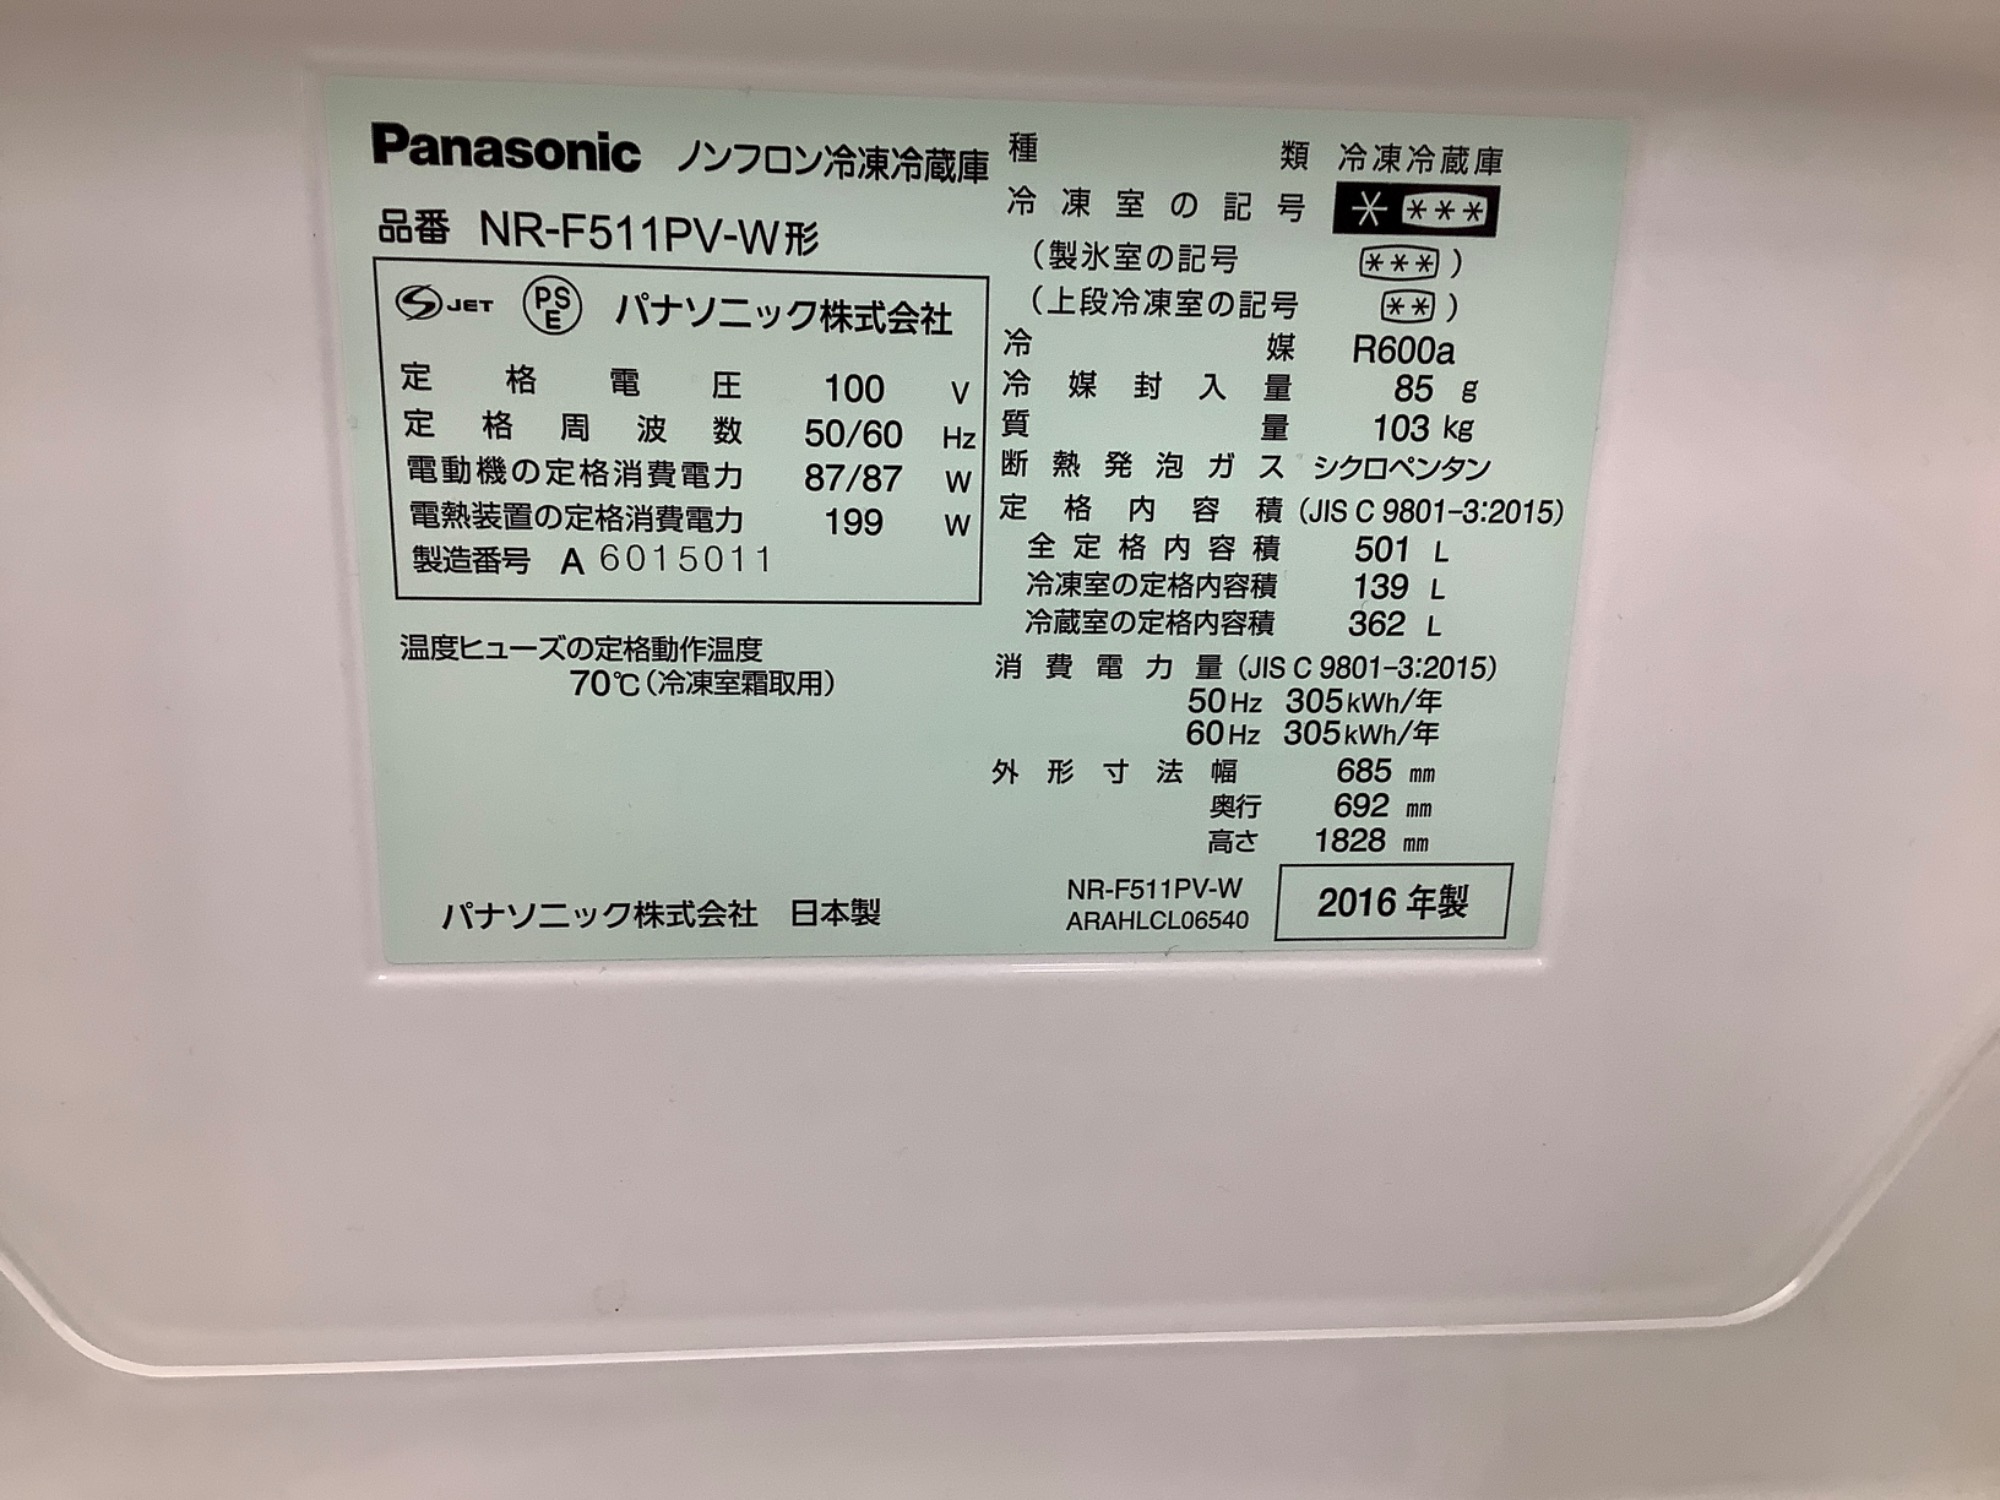 Panasonic ノンフロン冷凍冷蔵庫
品番 NR-F511PV-W形
JET PSE パナソニック株式会社
定格電圧 100 V
定格周波数 50/60 Hz
電動機の定格消費電力 87/87 W
電熱装置の定格消費電力 199 W
製造番号 A 6015011
温度ヒューズの定格動作温度
70℃(冷凍室霜取用)
パナソニック株式会社 日本製
種類 冷凍冷蔵庫
冷凍室の記号 * ***
(製氷室の記号 ***)
(上段冷凍室の記号 **)
冷媒 R600a
冷媒封入量 85 g
質量 103 kg
断熱発泡ガス シクロペンタン
定格内容積 (JIS C 9801-3:2015)
全定格内容積 501 L
冷凍室の定格内容積 139 L
冷蔵室の定格内容積 362 L
消費電力量 (JIS C 9801-3:2015)
50Hz 305kWh/年
60Hz 305kWh/年
外形寸法幅 685 mm
奥行 692 mm
高さ 1828 mm
NR-F511PV-W
ARAHLCL06540
2016 年製